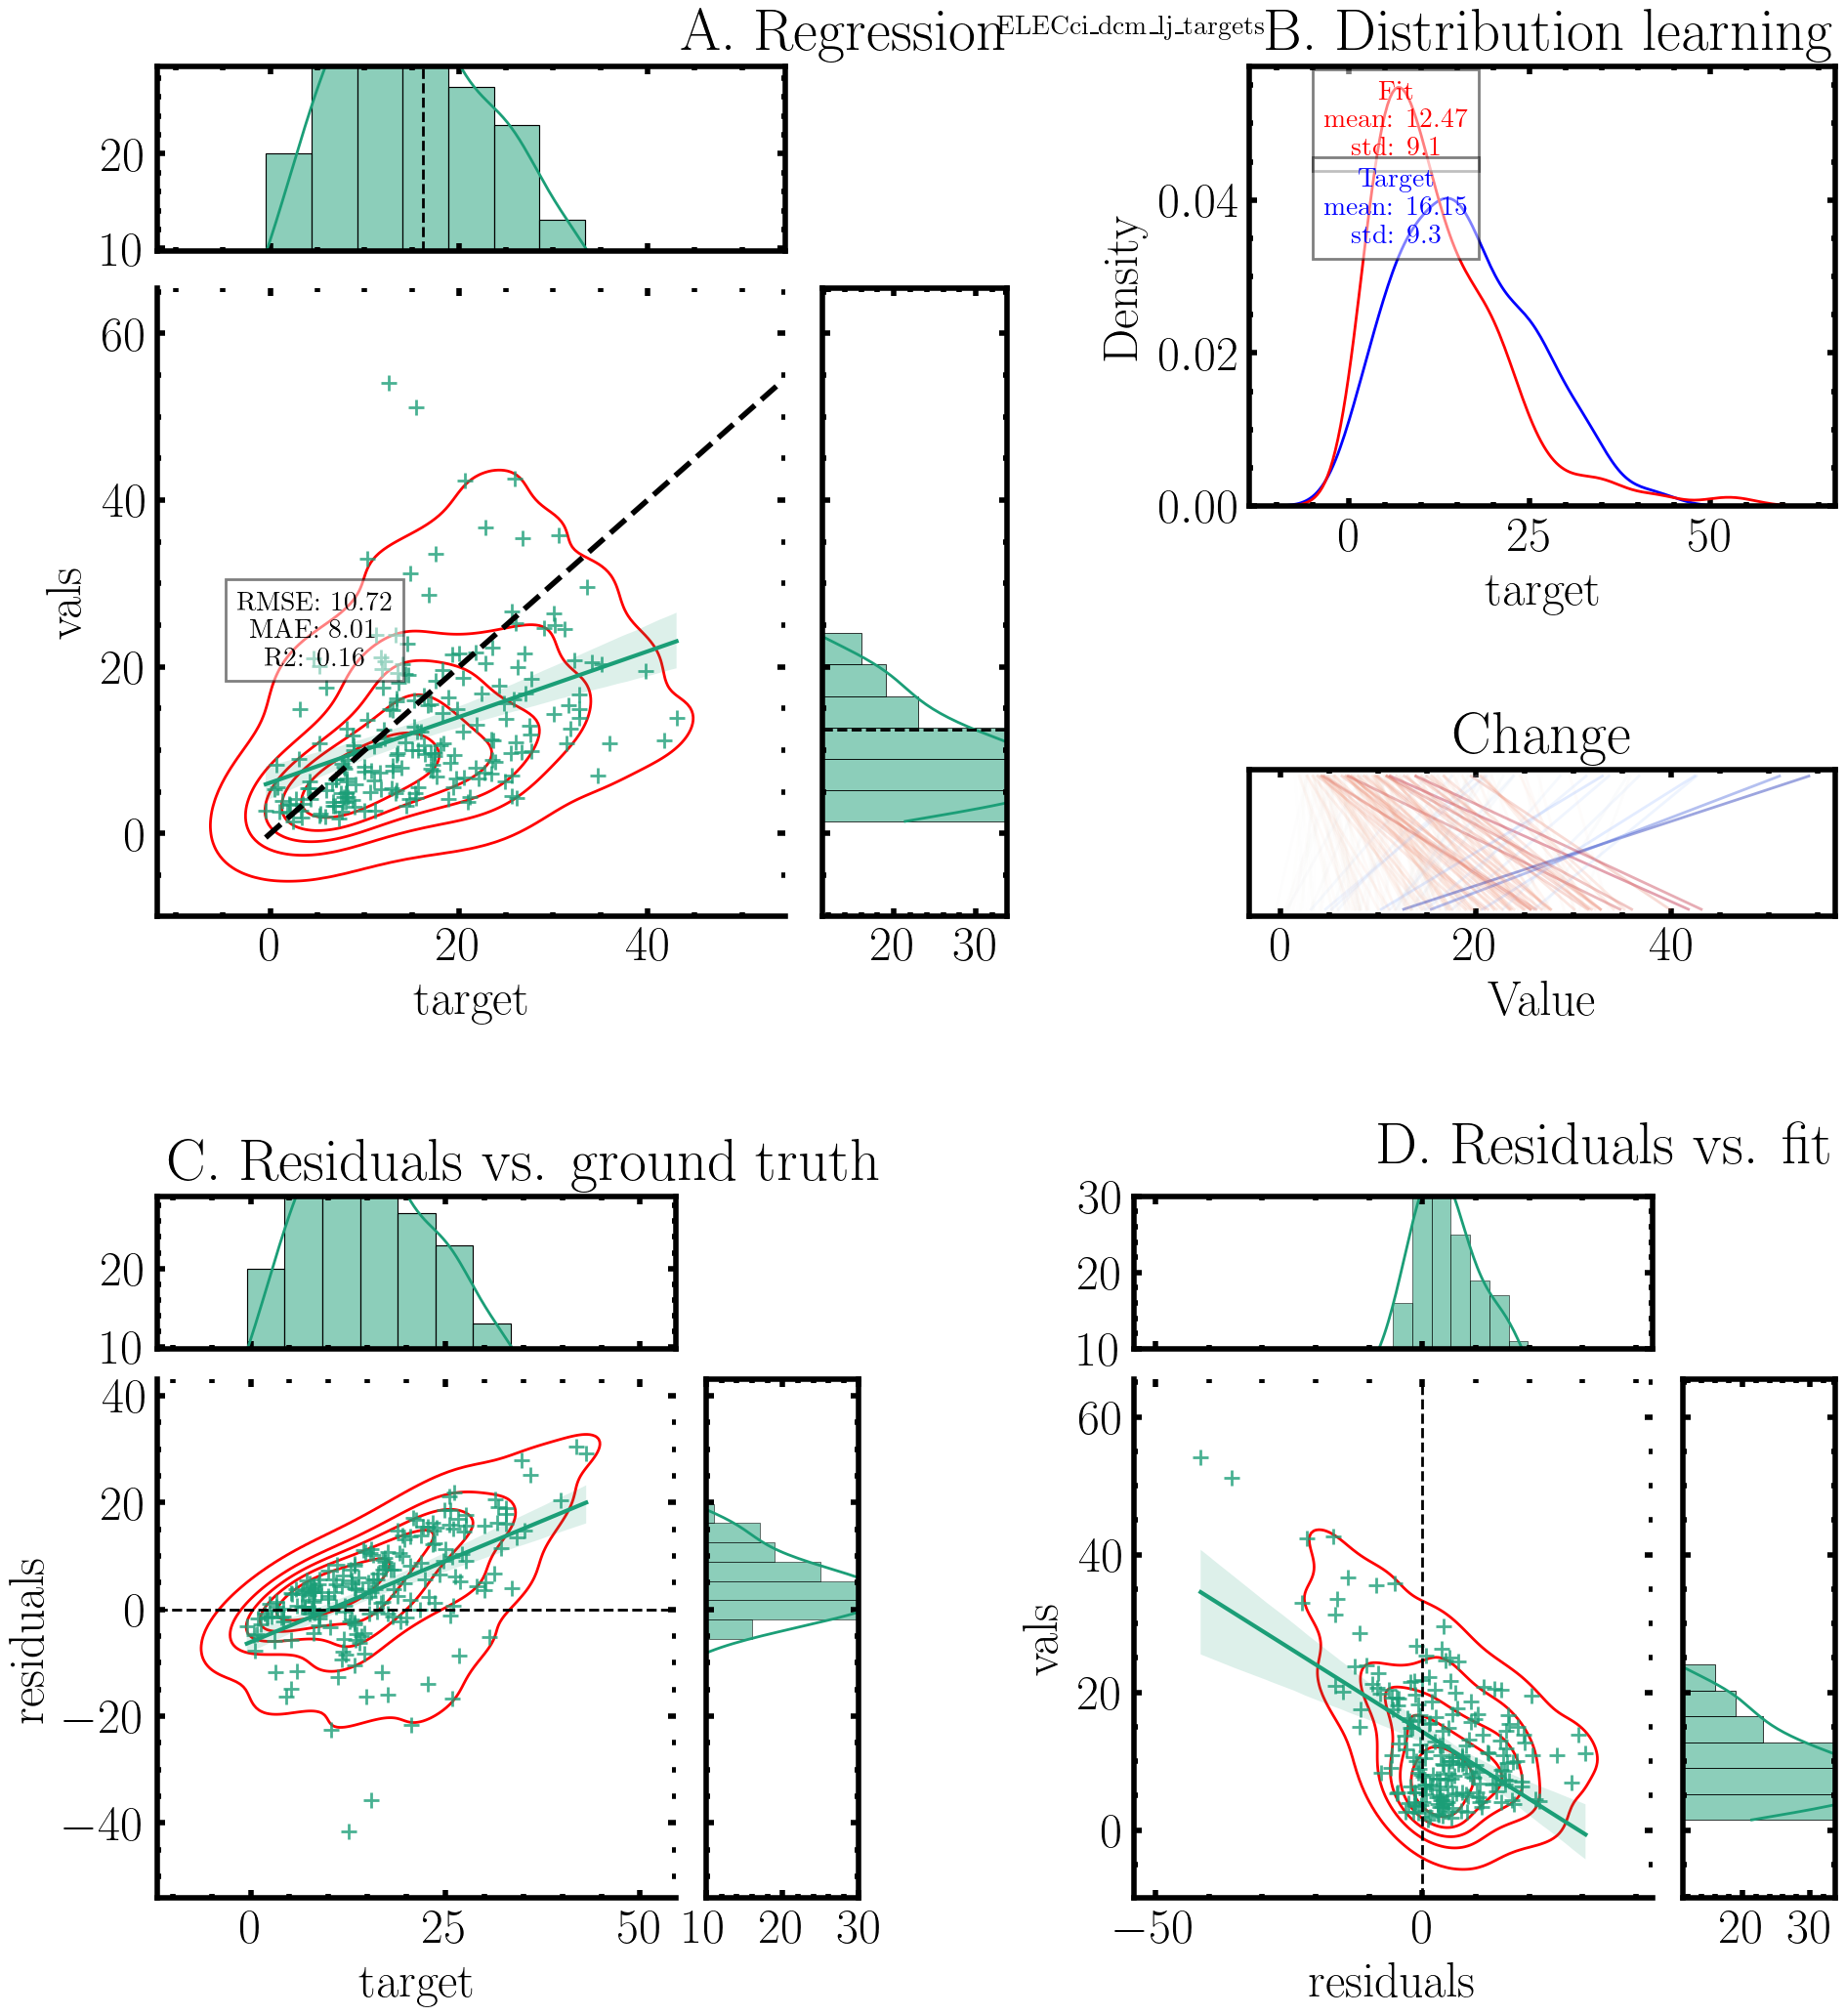 A. Regression
ELECci_dcm_lj_targets
B. Distribution learning
20
10
60
40
20
0
vals
RMSE: 10.72
MAE: 8.01
R2: 0.16
0
20
40
target
20
30
Fit
mean: 12.47
std: 9.1
Target
mean: 16.15
std: 9.3
Density
0.04
0.02
0.00
0
25
50
target
Change
0
20
40
Value
C. Residuals vs. ground truth
20
10
40
20
0
−20
−40
residuals
0
25
50
target
10
20
30
D. Residuals vs. fit
30
20
10
60
40
20
0
vals
−50
0
residuals
20
30